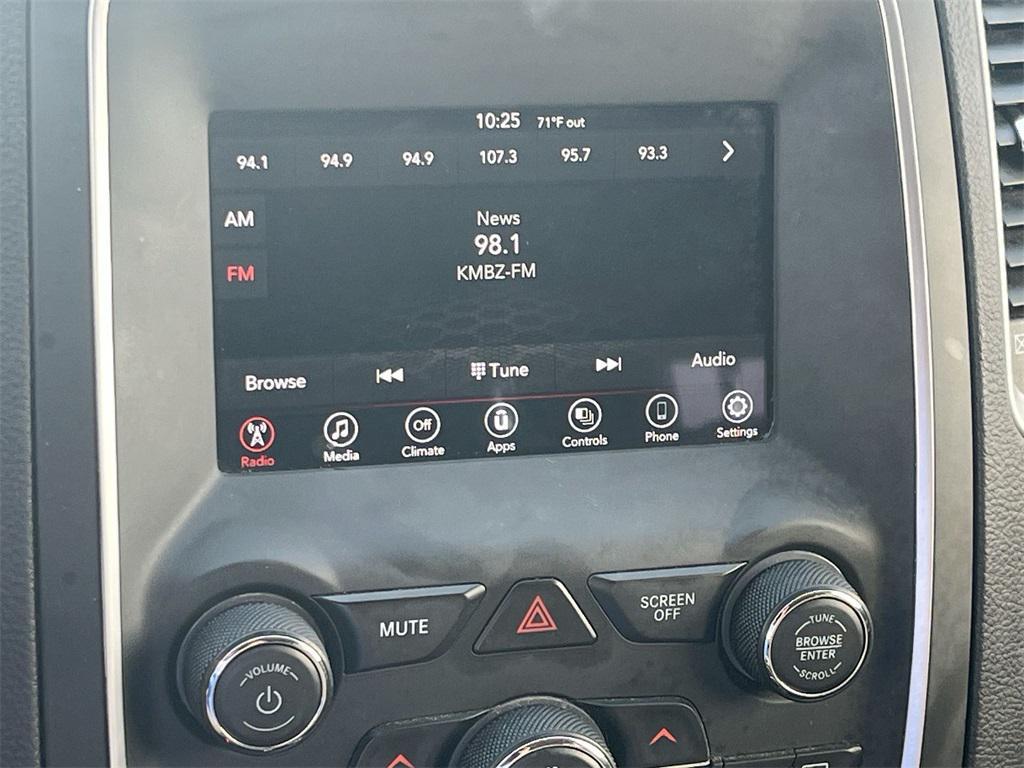 10:25 71°F out
94.1 94.9 94.9 107.3 95.7 93.3
AM
News
98.1
FM
KMBZ-FM
Browse Tune Audio
Off
Radio Media Climate Apps Controls Phone Settings
MUTE
SCREEN
OFF
VOLUME
TUNE
BROWSE
ENTER
SCROLL